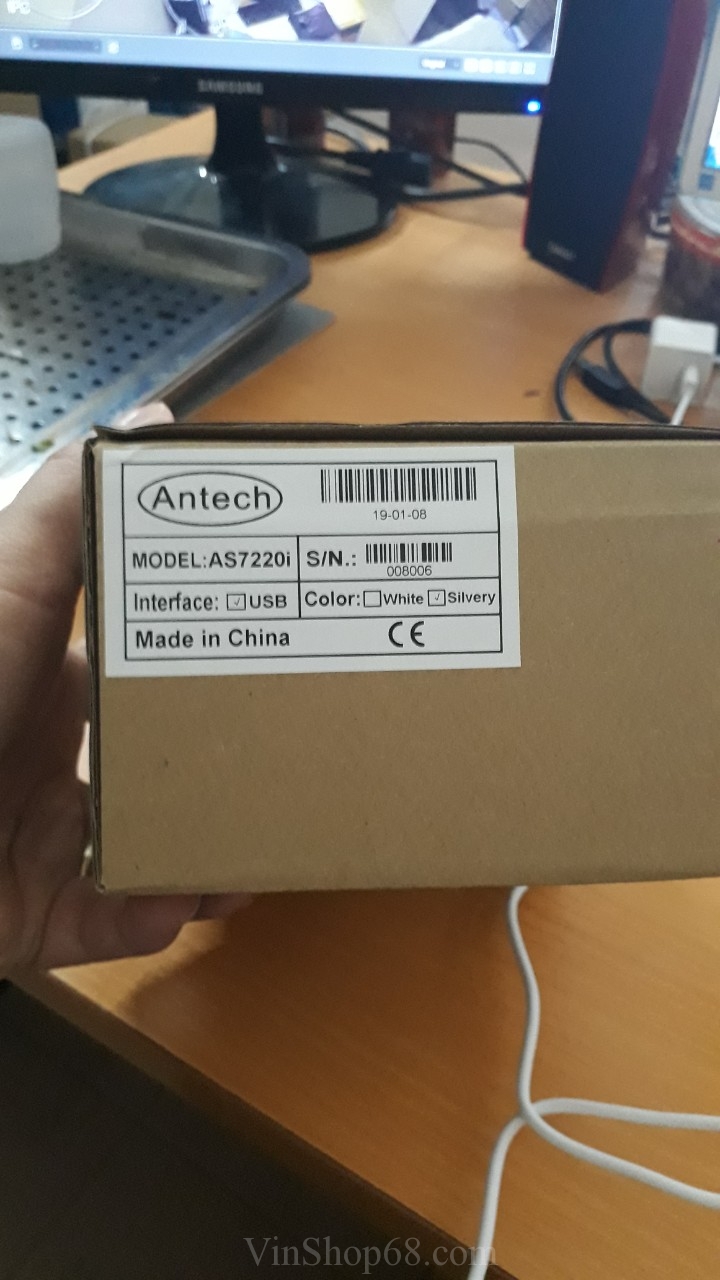 IPC
SAMSUNG
Antech
19-01-08
MODEL:AS7220i
S/N.:
008006
Interface: ☑USB
Color:☐White ☑Silvery
Made in China
CE
VinShop68.com